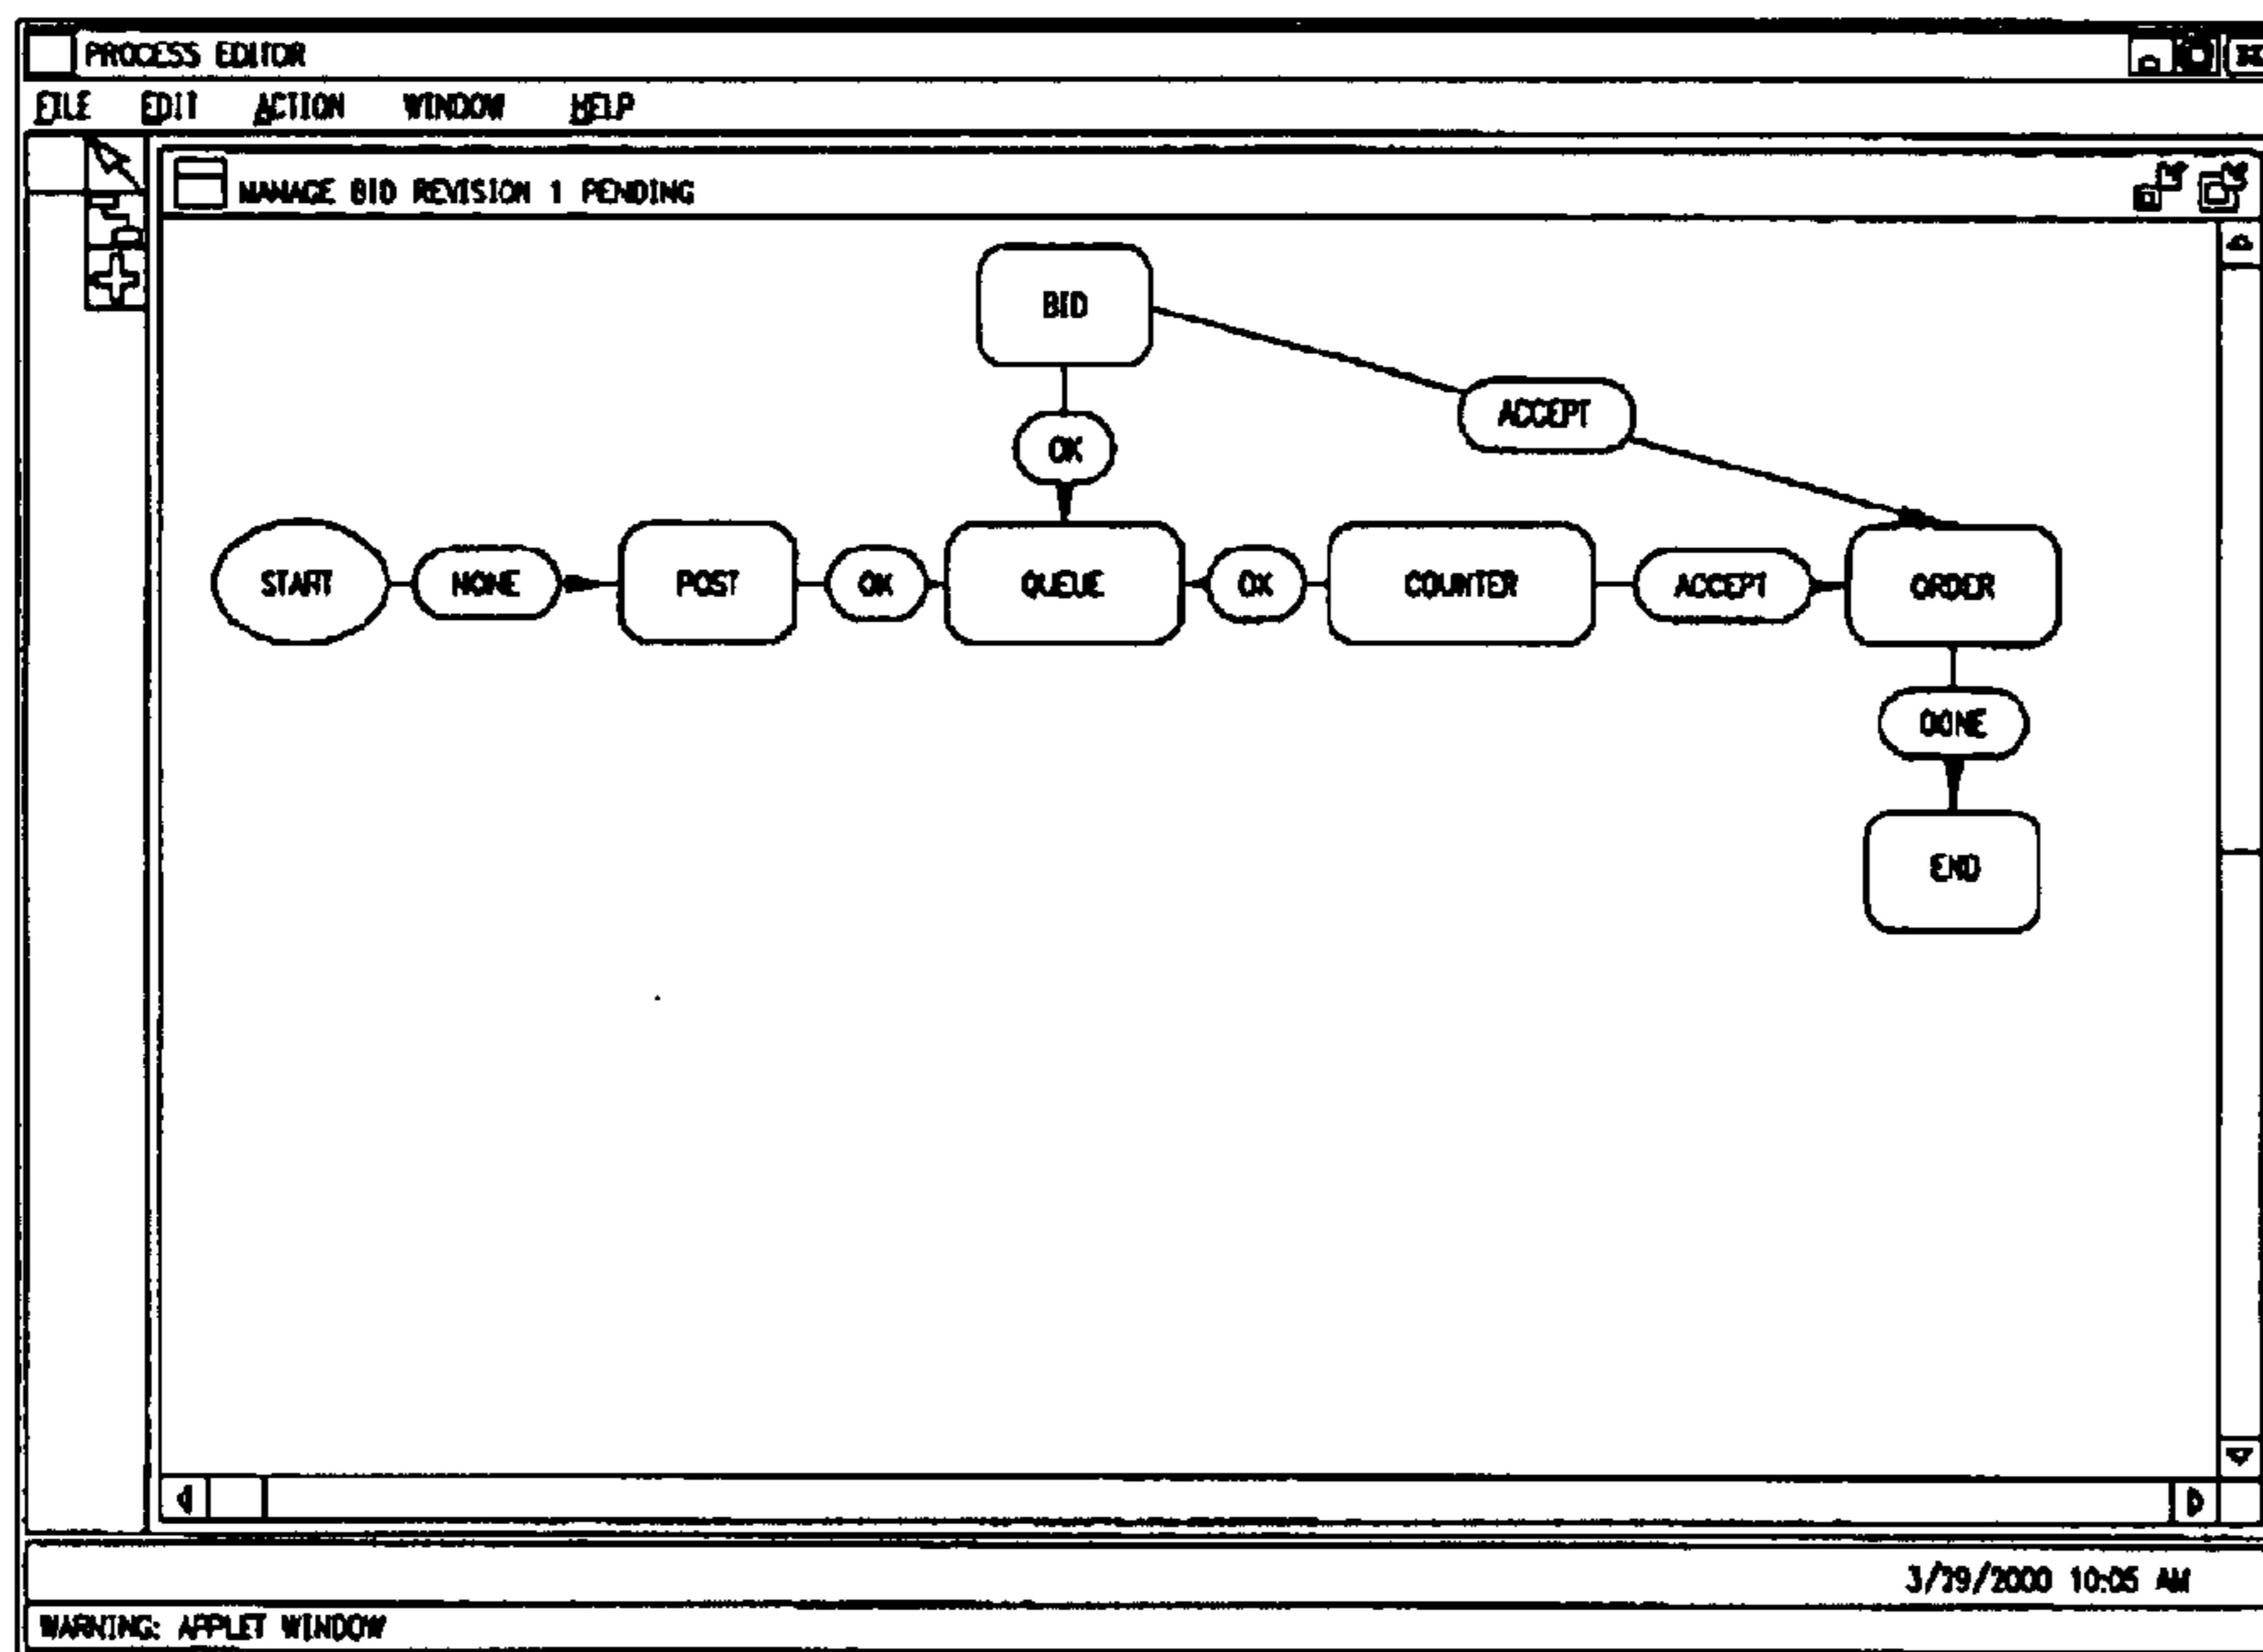 PROCESS EDITOR
FILE EDIT ACTION WINDOW HELP
MANAGE BID REVISION 1 PENDING
BID
ACCEPT
OK
START NONE POST OK QUEUE OK COUNTER ACCEPT ORDER
DONE
END
3/29/2000 10:05 AM
WARNING: APPLET WINDOW